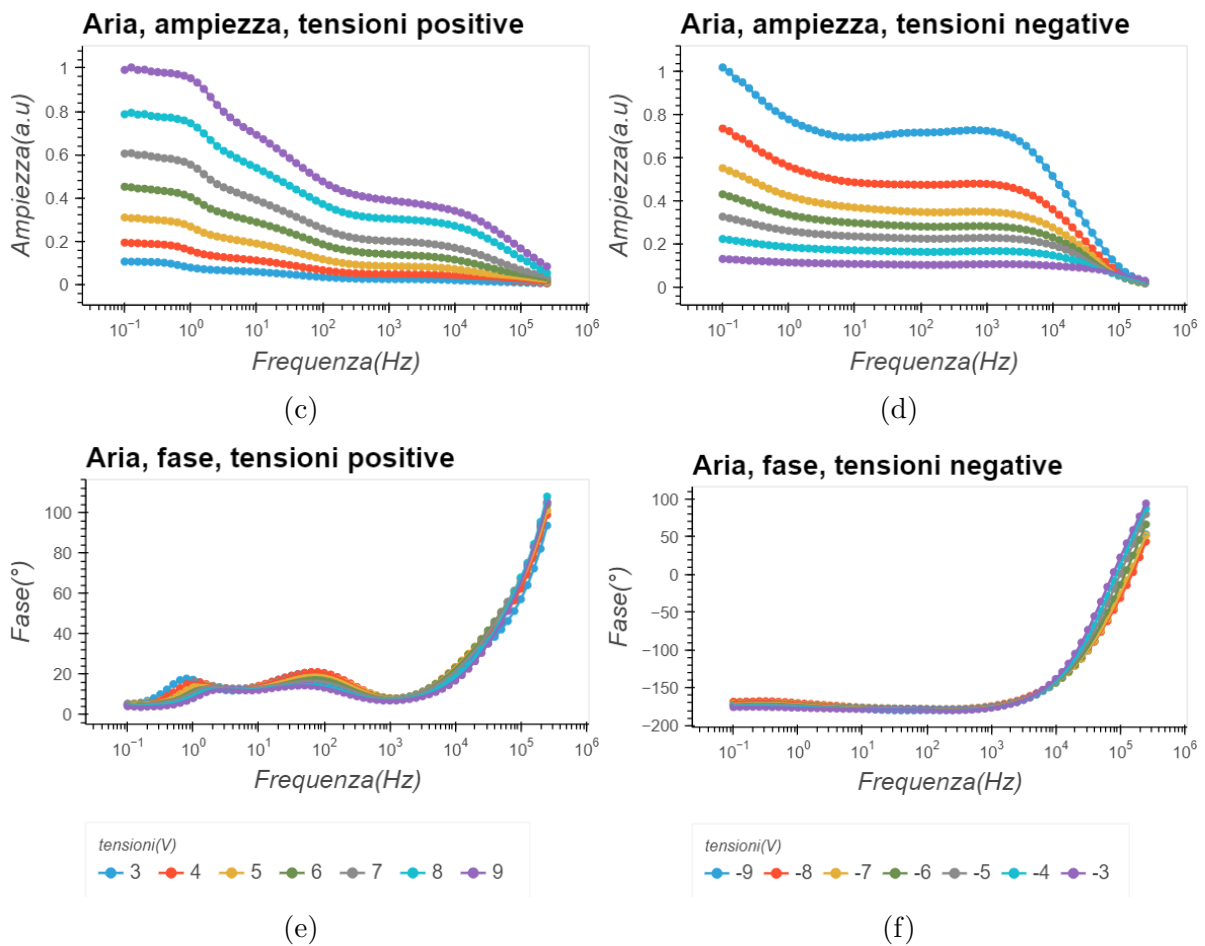 Aria, ampiezza, tensioni positive
Ampiezza(a.u)
1
0.8
0.6
0.4
0.2
0
10⁻¹ 10⁰ 10¹ 10² 10³ 10⁴ 10⁵ 10⁶
Frequenza(Hz)
(c)
Aria, ampiezza, tensioni negative
Ampiezza(a.u)
1
0.8
0.6
0.4
0.2
0
10⁻¹ 10⁰ 10¹ 10² 10³ 10⁴ 10⁵ 10⁶
Frequenza(Hz)
(d)
Aria, fase, tensioni positive
Fase(°)
100
80
60
40
20
0
10⁻¹ 10⁰ 10¹ 10² 10³ 10⁴ 10⁵ 10⁶
Frequenza(Hz)
tensioni(V)
3 4 5 6 7 8 9
(e)
Aria, fase, tensioni negative
Fase(°)
100
50
0
−50
−100
−150
−200
10⁻¹ 10⁰ 10¹ 10² 10³ 10⁴ 10⁵ 10⁶
Frequenza(Hz)
tensioni(V)
-9 -8 -7 -6 -5 -4 -3
(f)